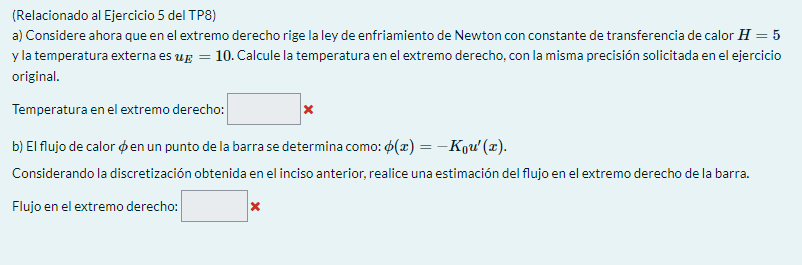 (Relacionado al Ejercicio 5 del TP8)
a) Considere ahora que en el extremo derecho rige la ley de enfriamiento de Newton con constante de transferencia de calor H = 5
y la temperatura externa es u_E = 10. Calcule la temperatura en el extremo derecho, con la misma precisión solicitada en el ejercicio
original.
Temperatura en el extremo derecho:
b) El flujo de calor ϕ en un punto de la barra se determina como: ϕ(x) = −K₀u′(x).
Considerando la discretización obtenida en el inciso anterior, realice una estimación del flujo en el extremo derecho de la barra.
Flujo en el extremo derecho: